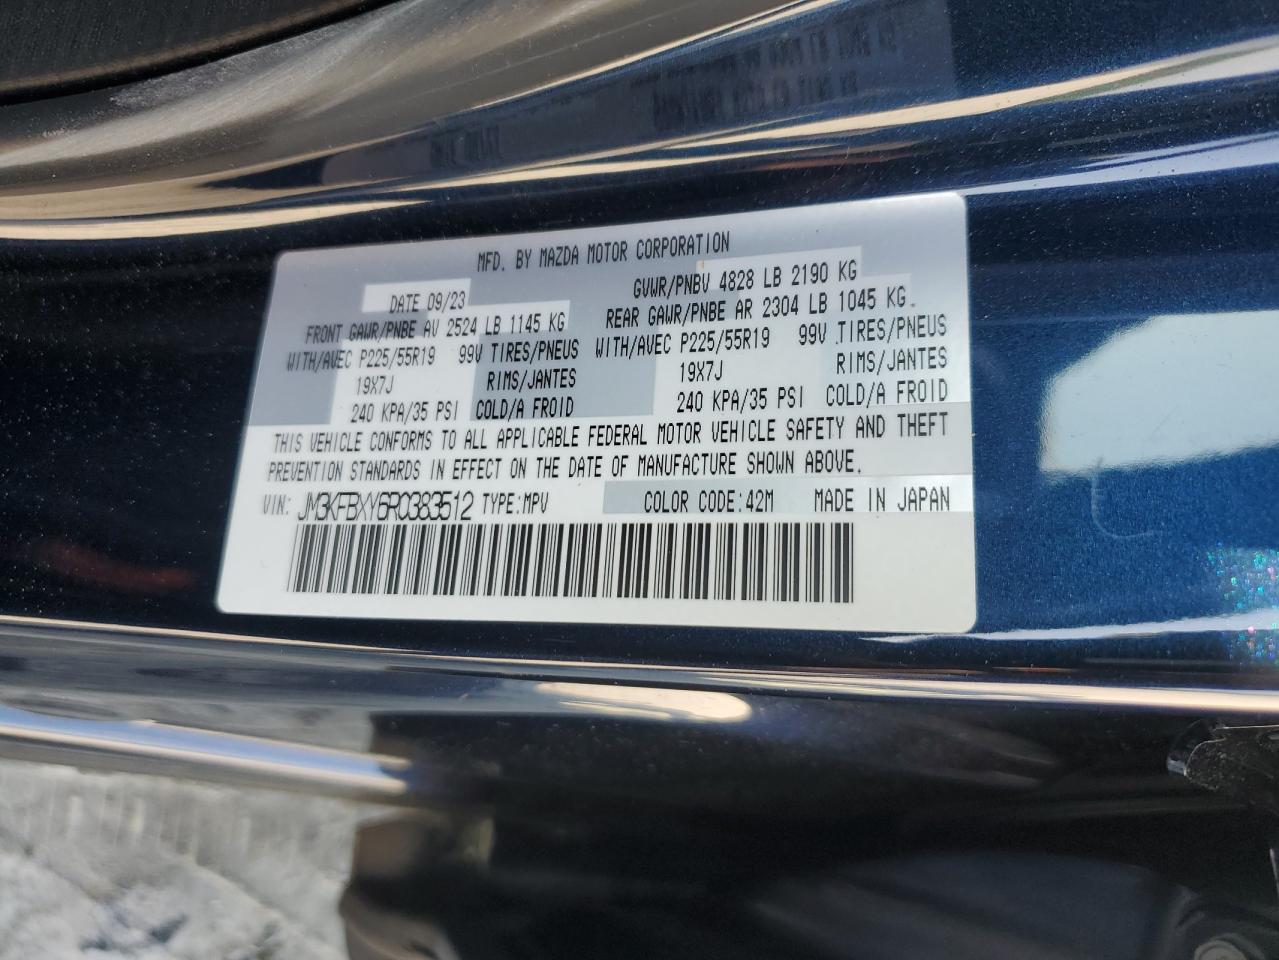 MFD. BY MAZDA MOTOR CORPORATION
DATE 09/23 GVWR/PNBV 4828 LB 2190 KG
FRONT GAWR/PNBE AV 2524 LB 1145 KG REAR GAWR/PNBE AR 2304 LB 1045 KG.
WITH/AVEC P225/55R19 99V TIRES/PNEUS WITH/AVEC P225/55R19 99V TIRES/PNEUS
19X7J RIMS/JANTES 19X7J RIMS/JANTES
240 KPA/35 PSI COLD/A FROID 240 KPA/35 PSI COLD/A FROID
THIS VEHICLE CONFORMS TO ALL APPLICABLE FEDERAL MOTOR VEHICLE SAFETY AND THEFT
PREVENTION STANDARDS IN EFFECT ON THE DATE OF MANUFACTURE SHOWN ABOVE.
VIN: JM3KFBXY6R0383512 TYPE:MPV COLOR CODE:42M MADE IN JAPAN